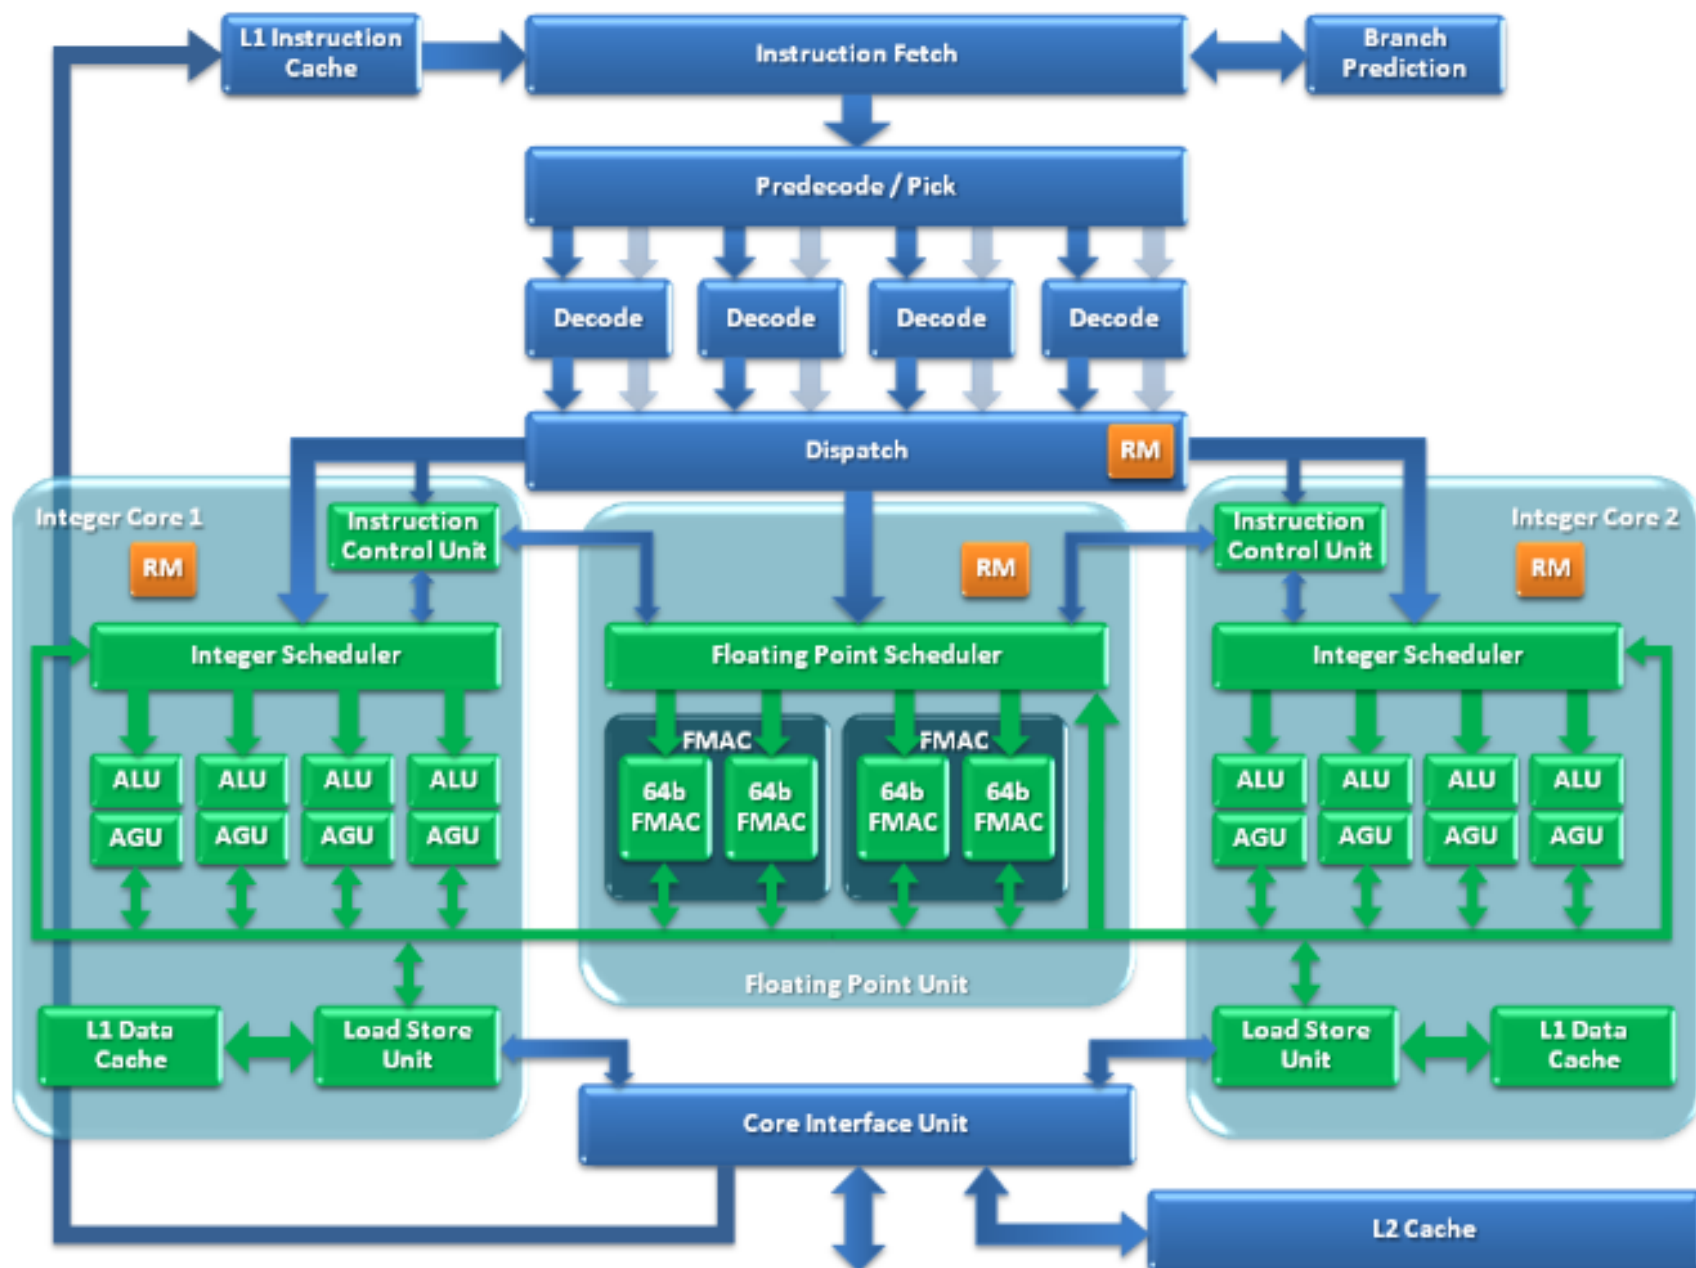 L1 Instruction
Cache
Instruction Fetch
Branch
Prediction
Predecode / Pick
Decode
Decode
Decode
Decode
Dispatch
RM
Integer Core 1
RM
Instruction
Control Unit
RM
Instruction
Control Unit
Integer Core 2
RM
Integer Scheduler
Floating Point Scheduler
Integer Scheduler
ALU
ALU
ALU
ALU
AGU
AGU
AGU
AGU
FMAC
64b
FMAC
64b
FMAC
FMAC
64b
FMAC
64b
FMAC
ALU
ALU
ALU
ALU
AGU
AGU
AGU
AGU
Floating Point Unit
L1 Data
Cache
Load Store
Unit
Load Store
Unit
L1 Data
Cache
Core Interface Unit
L2 Cache